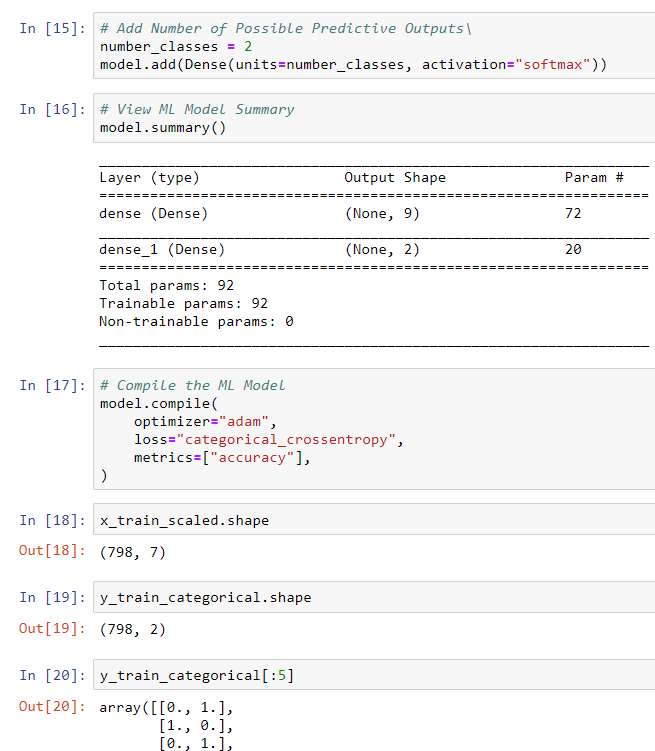 In [15]: # Add Number of Possible Predictive Outputs\
number_classes = 2
model.add(Dense(units=number_classes, activation="softmax"))
In [16]: # View ML Model Summary
model.summary()
Layer (type) Output Shape Param #
=================================================================
dense (Dense) (None, 9) 72
dense_1 (Dense) (None, 2) 20
=================================================================
Total params: 92
Trainable params: 92
Non-trainable params: 0
In [17]: # Compile the ML Model
model.compile(
optimizer="adam",
loss="categorical_crossentropy",
metrics=["accuracy"],
)
In [18]: x_train_scaled.shape
Out[18]: (798, 7)
In [19]: y_train_categorical.shape
Out[19]: (798, 2)
In [20]: y_train_categorical[:5]
Out[20]: array([[0., 1.],
[1., 0.],
[0., 1.],